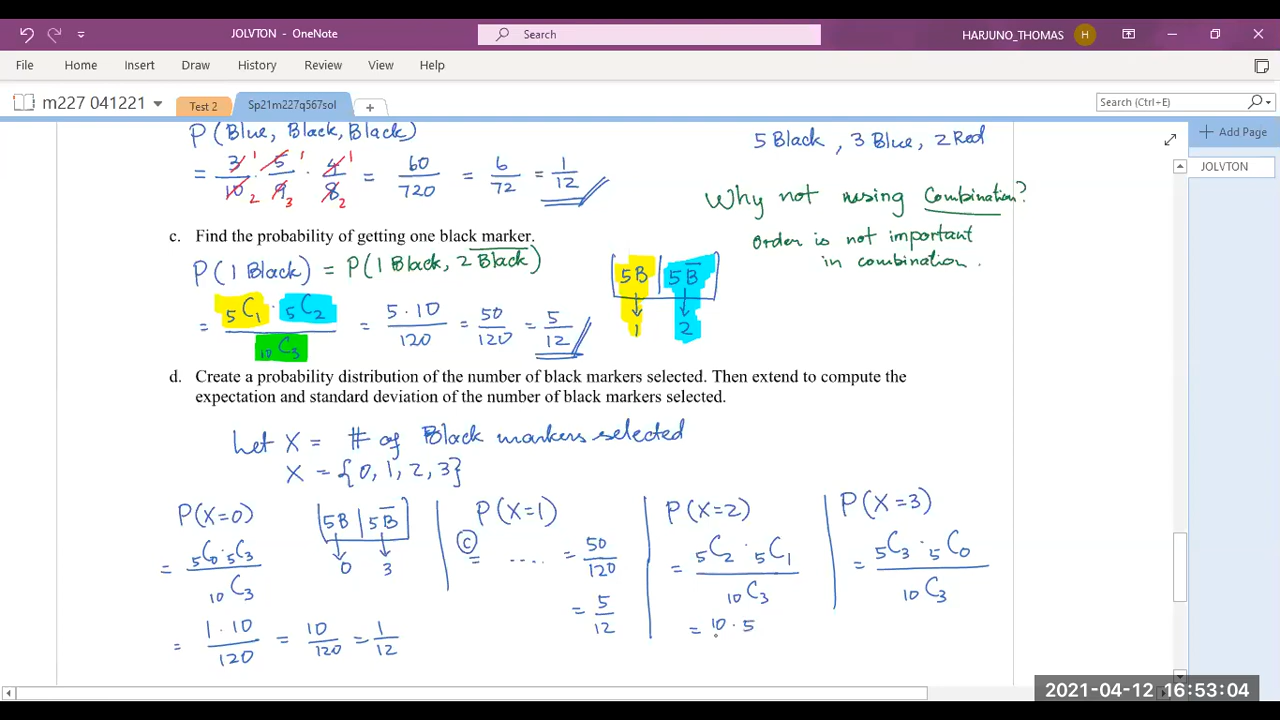 JOLVTON - OneNote
Search
HARJUNO_THOMAS
H
File Home Insert Draw History Review View Help
m227 041221
Test 2
Sp21m227q567sol
+
Search (Ctrl+E)
Add Page
JOLVTON
P(Blue, Black, Black)
= 3/10 · 5/9 · 4/8 = 60/720 = 6/72 = 1/12
1 1 1
2 3 2
5 Black, 3 Blue, 2 Red
Why not using Combination?
Order is not important
in combination.
c. Find the probability of getting one black marker.
P(1 Black) = P(1 Black, 2 B̅l̅a̅c̅k̅)
= ₅C₁ · ₅C₂ / ₁₀C₃ = 5 · 10 / 120 = 50/120 = 5/12
5B | 5B̅
↓ ↓
1 2
d. Create a probability distribution of the number of black markers selected. Then extend to compute the
expectation and standard deviation of the number of black markers selected.
Let X = # of Black markers selected
X = {0, 1, 2, 3}
P(X=0)
= ₅C₀ · ₅C₃ / ₁₀C₃
= 1 · 10 / 120 = 10/120 = 1/12
5B | 5B̅
↓ ↓
0 3
P(X=1)
(c)
= .... = 50/120
= 5/12
P(X=2)
= ₅C₂ · ₅C₁ / ₁₀C₃
= 10 · 5
P(X=3)
= ₅C₃ · ₅C₀ / ₁₀C₃
2021-04-12 16:53:04